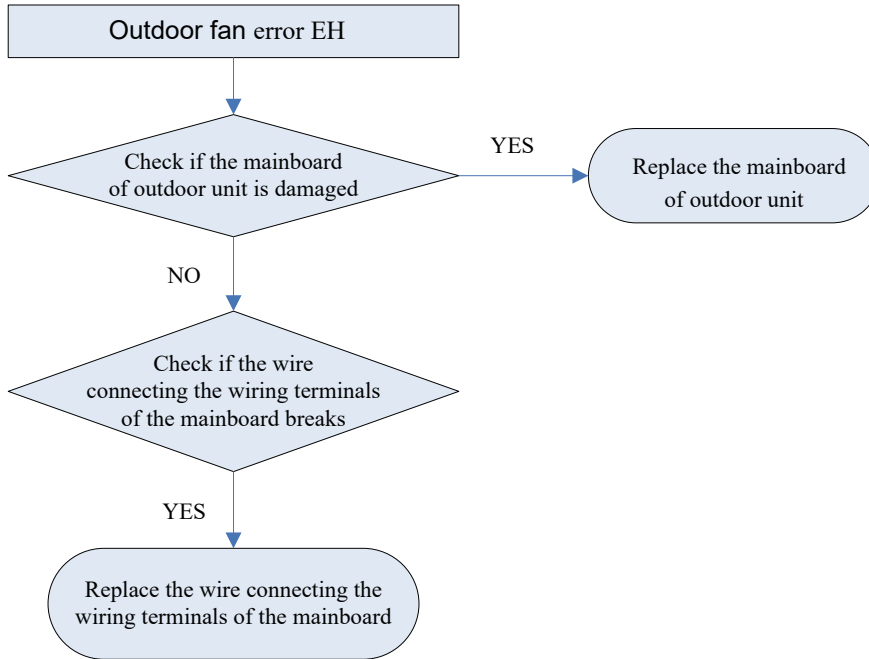 Outdoor fan error EH
Check if the mainboard
of outdoor unit is damaged
YES
Replace the mainboard
of outdoor unit
NO
Check if the wire
connecting the wiring terminals
of the mainboard breaks
YES
Replace the wire connecting the
wiring terminals of the mainboard